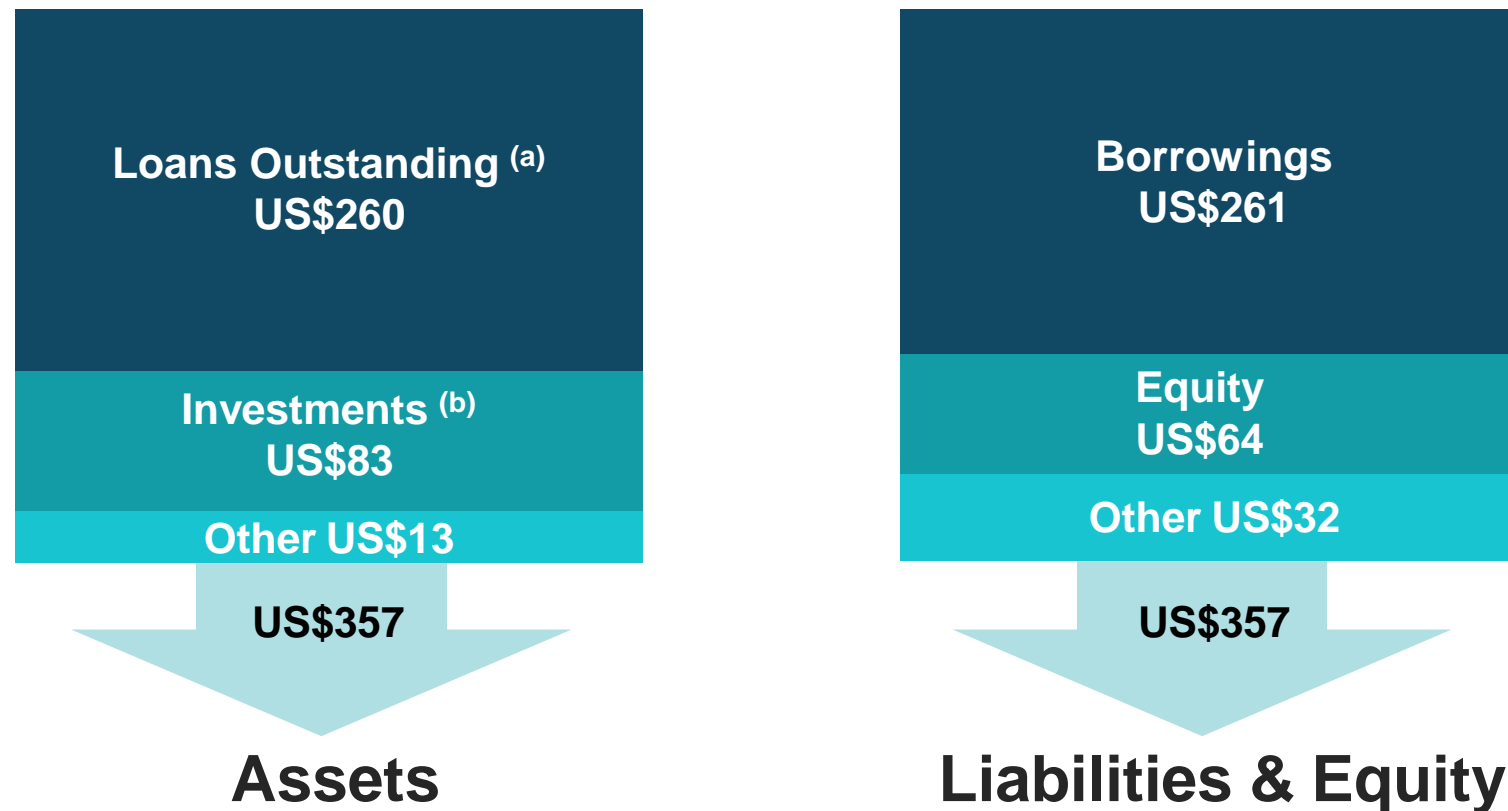 Loans Outstanding (a)
US$260
Investments (b)
US$83
Other US$13
US$357
Assets
Borrowings
US$261
Equity
US$64
Other US$32
US$357
Liabilities & Equity